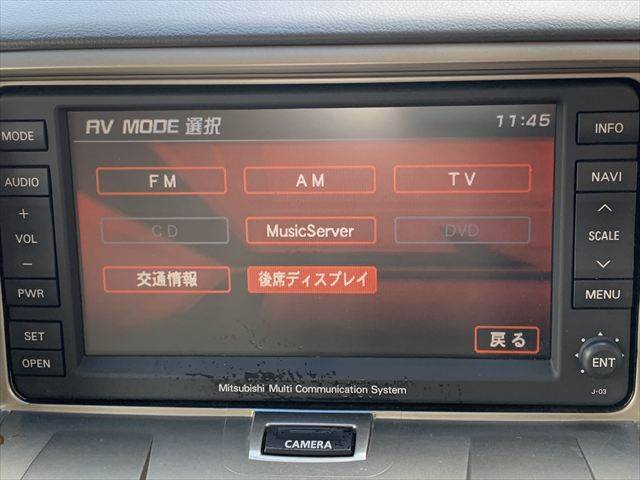 AV MODE 選択 11:45
FM AM TV
CD MusicServer DVD
交通情報 後席ディスプレイ
戻る
MODE
AUDIO
+
VOL
−
PWR
SET
OPEN
INFO
NAVI
SCALE
MENU
ENT
J-03
Mitsubishi Multi Communication System
CAMERA